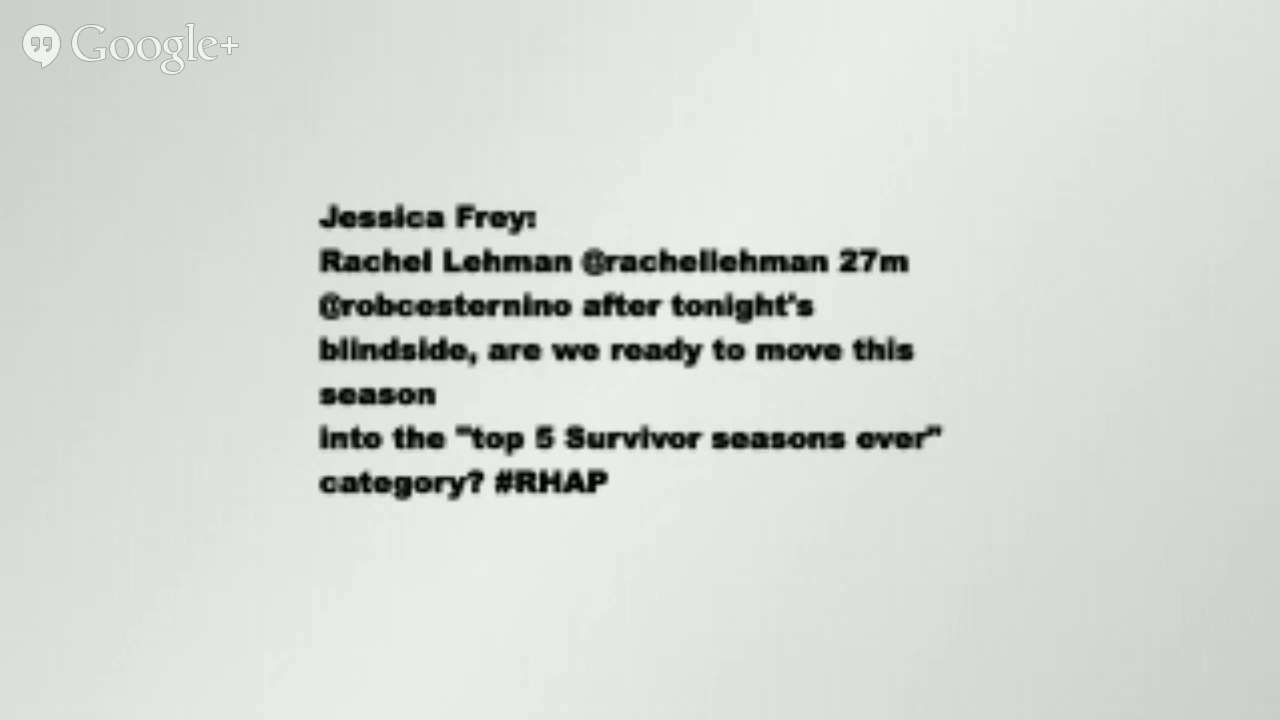 Google+
Jessica Frey:
Rachel Lehman @rachellehman 27m
@robcesternino after tonight's
blindside, are we ready to move this
season
into the "top 5 Survivor seasons ever"
category? #RHAP